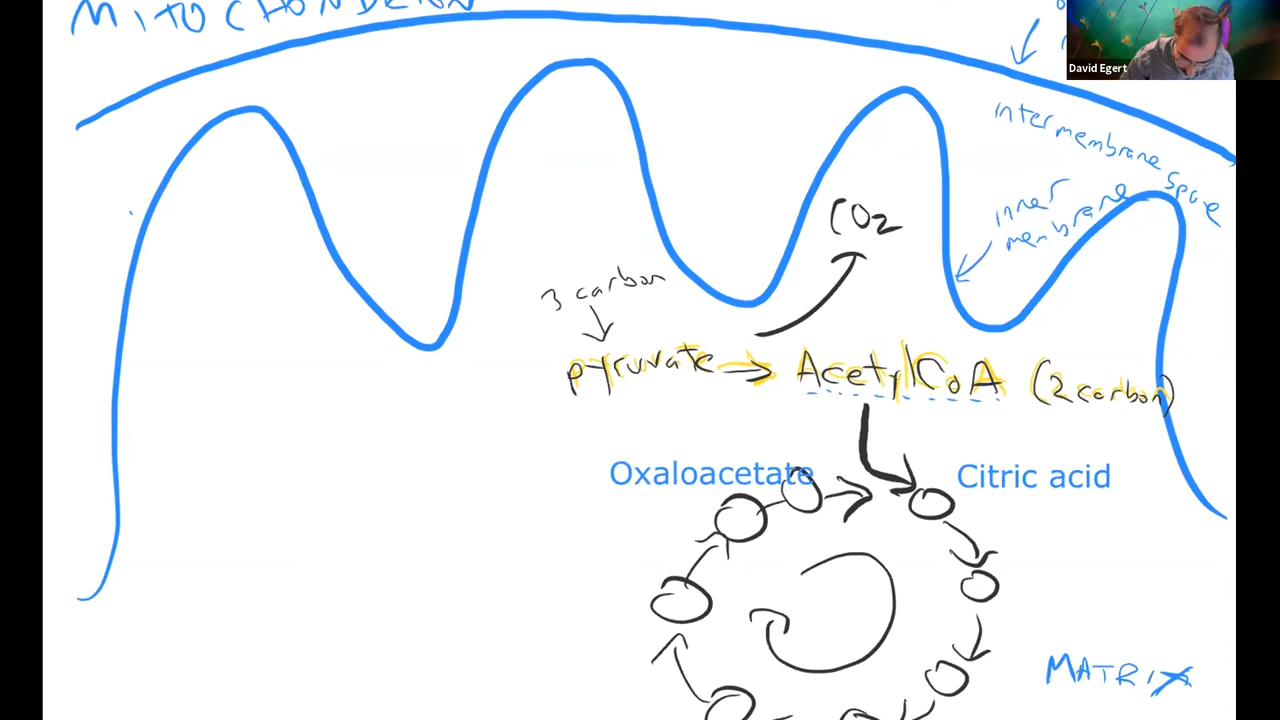 MITOCHONDRION
David Egert
intermembrane space
inner
membrane
CO2
3 carbon
pyruvate → Acetyl CoA (2 carbon)
Oxaloacetate
Citric acid
MATRIX